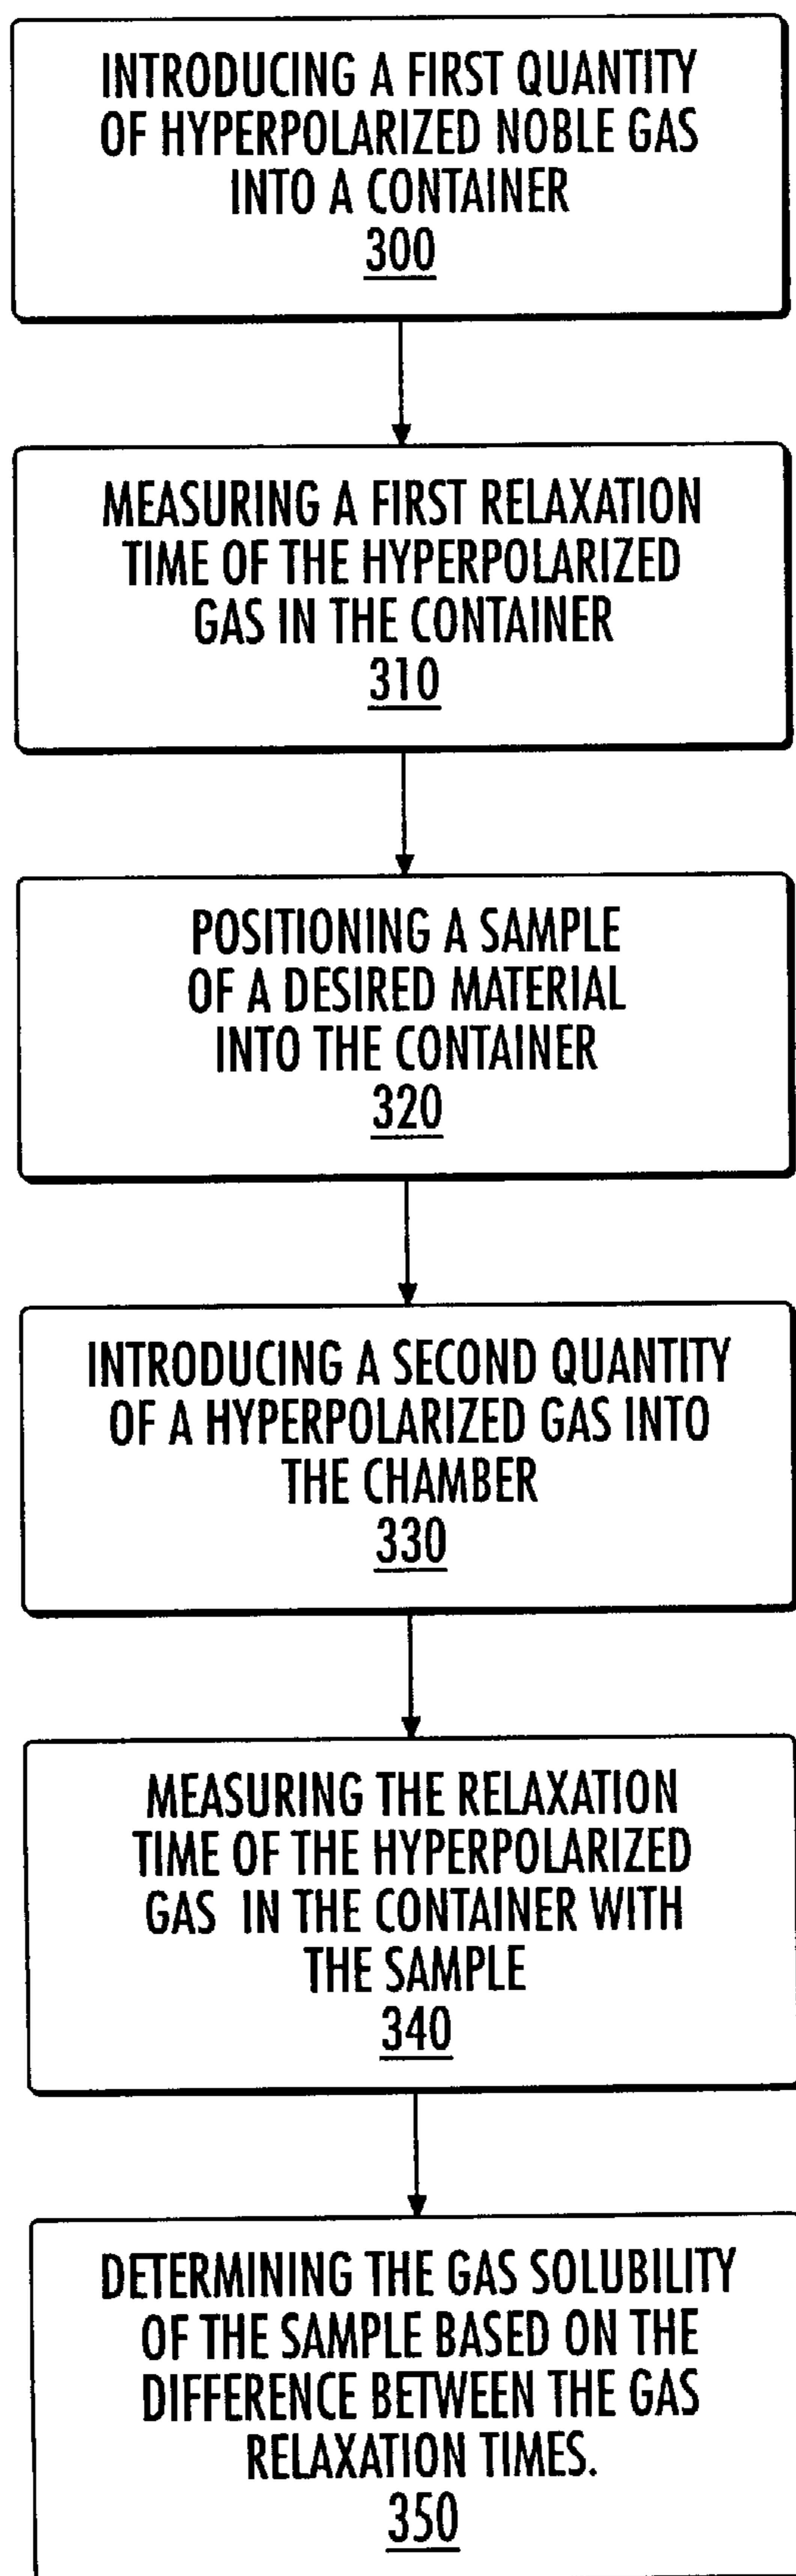 INTRODUCING A FIRST QUANTITY
OF HYPERPOLARIZED NOBLE GAS
INTO A CONTAINER
300
MEASURING A FIRST RELAXATION
TIME OF THE HYPERPOLARIZED
GAS IN THE CONTAINER
310
POSITIONING A SAMPLE
OF A DESIRED MATERIAL
INTO THE CONTAINER
320
INTRODUCING A SECOND QUANTITY
OF A HYPERPOLARIZED GAS INTO
THE CHAMBER
330
MEASURING THE RELAXATION
TIME OF THE HYPERPOLARIZED
GAS IN THE CONTAINER WITH
THE SAMPLE
340
DETERMINING THE GAS SOLUBILITY
OF THE SAMPLE BASED ON THE
DIFFERENCE BETWEEN THE GAS
RELAXATION TIMES.
350